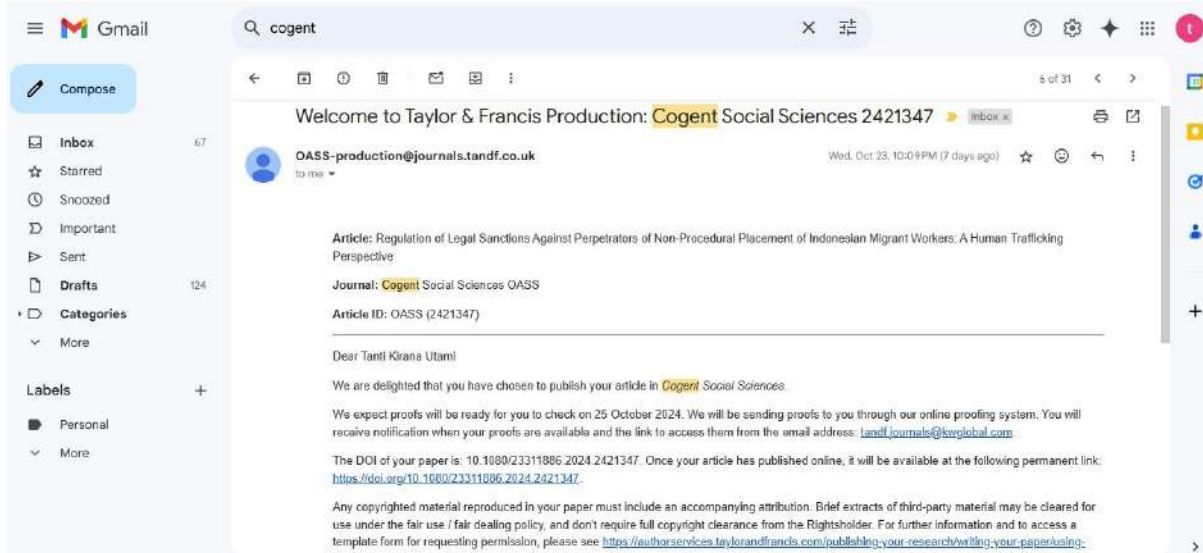 Gmail
cogent
t
Compose
6 of 31
Inbox 67
Starred
Snoozed
Important
Sent
Drafts 124
Categories
More
Labels
Personal
More
Welcome to Taylor & Francis Production: Cogent Social Sciences 2421347 Inbox x
OASS-production@journals.tandf.co.uk Wed, Oct 23, 10:09 PM (7 days ago)
to me
Article: Regulation of Legal Sanctions Against Perpetrators of Non-Procedural Placement of Indonesian Migrant Workers: A Human Trafficking
Perspective
Journal: Cogent Social Sciences OASS
Article ID: OASS (2421347)
Dear Tanti Kirana Utami
We are delighted that you have chosen to publish your article in Cogent Social Sciences.
We expect proofs will be ready for you to check on 25 October 2024. We will be sending proofs to you through our online proofing system. You will
receive notification when your proofs are available and the link to access them from the email address: tandf.journals@kwglobal.com.
The DOI of your paper is: 10.1080/23311886.2024.2421347. Once your article has published online, it will be available at the following permanent link:
https://doi.org/10.1080/23311886.2024.2421347.
Any copyrighted material reproduced in your paper must include an accompanying attribution. Brief extracts of third-party material may be cleared for
use under the fair use / fair dealing policy, and don't require full copyright clearance from the Rightsholder. For further information and to access a
template form for requesting permission, please see https://authorservices.taylorandfrancis.com/publishing-your-research/writing-your-paper/using-